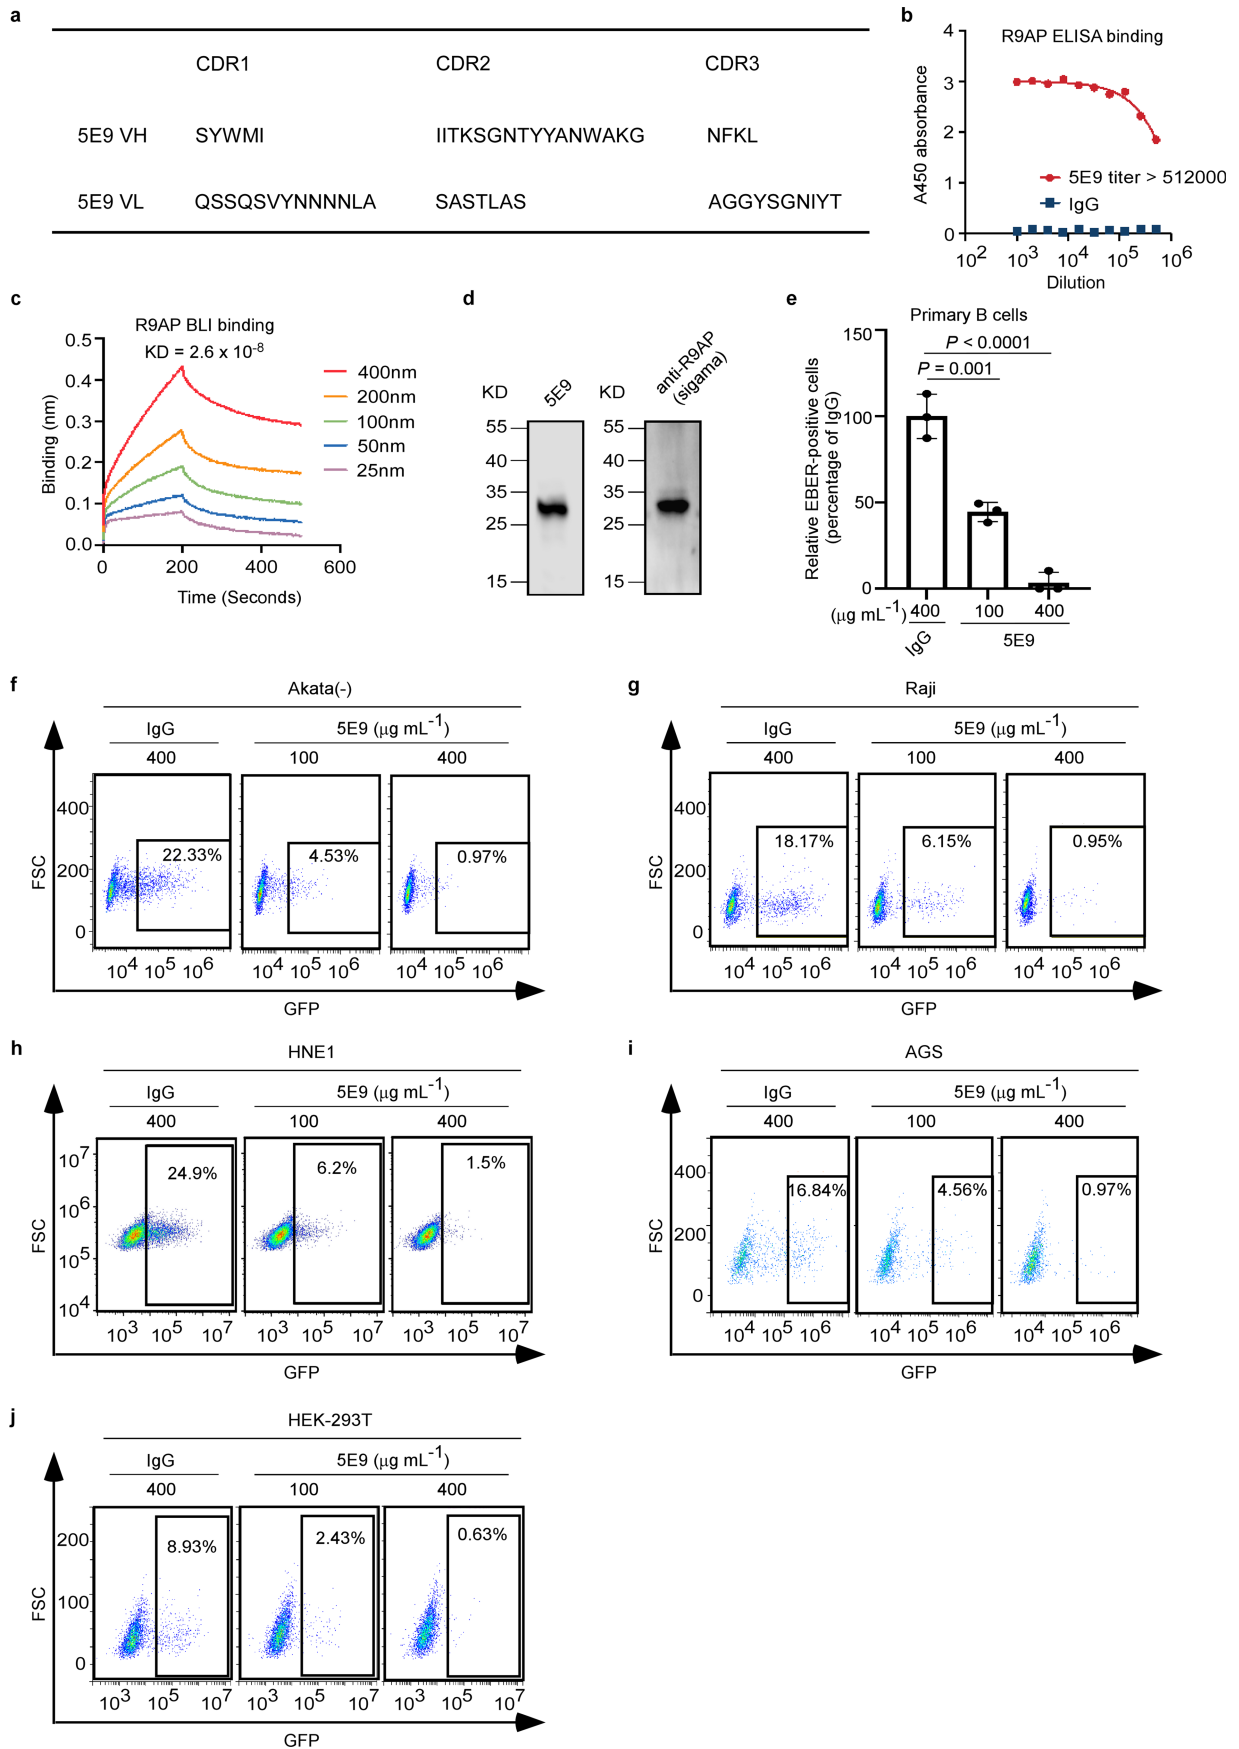 a
CDR1 CDR2 CDR3
5E9 VH SYWMI IITKSGNTYYANWAKG NFKL
5E9 VL QSSQSVYNNNNLA SASTLAS AGGYSGNIYT
b
R9AP ELISA binding
A450 absorbance
4
3
2
1
0
5E9 titer > 512000
IgG
10^2 10^3 10^4 10^5 10^6
Dilution
c
R9AP BLI binding
KD = 2.6 x 10^-8
Binding (nm)
0.5
0.4
0.3
0.2
0.1
0.0
400nm
200nm
100nm
50nm
25nm
0 200 400 600
Time (Seconds)
d
KD 5E9
55
40
35
25
15
KD anti-R9AP
(sigama)
55
40
35
25
15
e
Primary B cells
P < 0.0001
P = 0.001
Relative EBER-positive cells
(percentage of IgG)
150
100
50
0
(μg mL^-1) 400 100 400
IgG 5E9
f
Akata(-)
IgG 5E9 (μg mL^-1)
400 100 400
FSC
400
200
0
22.33% 4.53% 0.97%
10^4 10^5 10^6 10^4 10^5 10^6 10^4 10^5 10^6
GFP
g
Raji
IgG 5E9 (μg mL^-1)
400 100 400
FSC
400
200
0
18.17% 6.15% 0.95%
10^4 10^5 10^6 10^4 10^5 10^6 10^4 10^5 10^6
GFP
h
HNE1
IgG 5E9 (μg mL^-1)
400 100 400
FSC
10^7
10^6
10^5
10^4
24.9% 6.2% 1.5%
10^3 10^5 10^7 10^3 10^5 10^7 10^3 10^5 10^7
GFP
i
AGS
IgG 5E9 (μg mL^-1)
400 100 400
FSC
400
200
0
16.84% 4.56% 0.97%
10^4 10^5 10^6 10^4 10^5 10^6 10^4 10^5 10^6
GFP
j
HEK-293T
IgG 5E9 (μg mL^-1)
400 100 400
FSC
200
100
0
8.93% 2.43% 0.63%
10^3 10^5 10^7 10^3 10^5 10^7 10^3 10^5 10^7
GFP